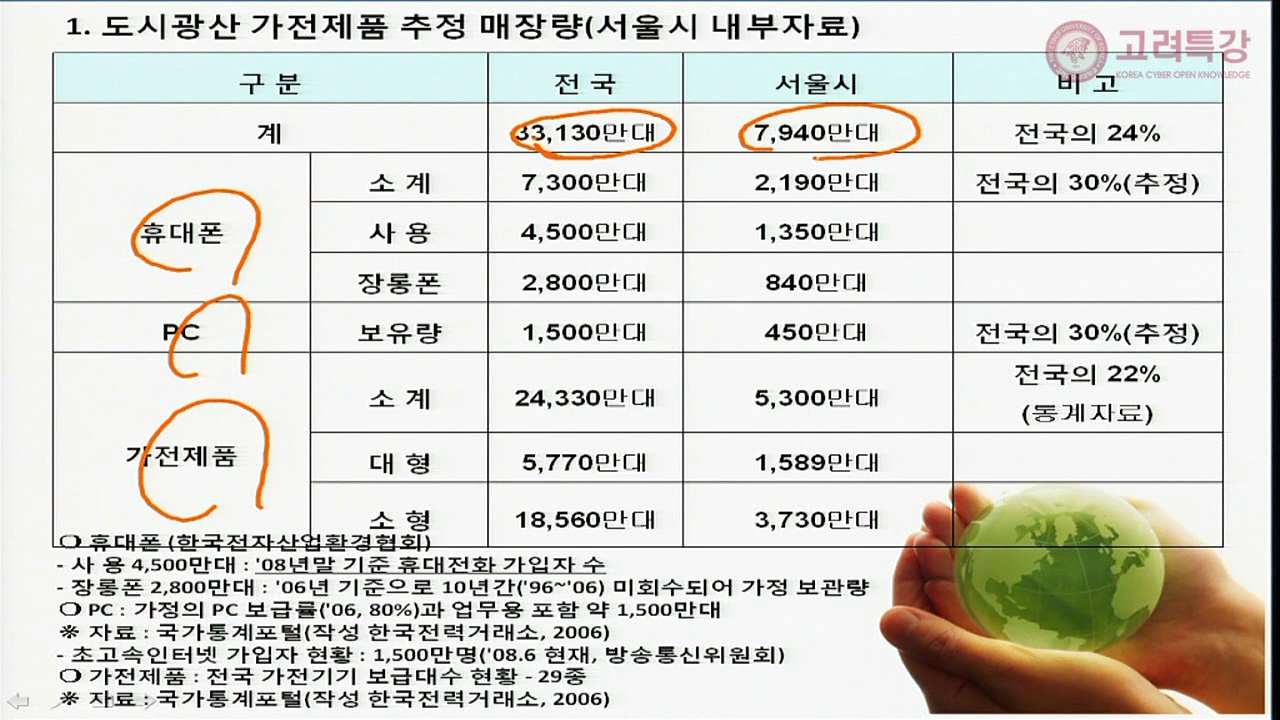 1. 도시광산 가전제품 추정 매장량(서울시 내부자료)
고려특강
KOREA CYBER OPEN KNOWLEDGE
구 분 전 국 서울시 비 고
계 33,130만대 7,940만대 전국의 24%
휴대폰 소 계 7,300만대 2,190만대 전국의 30%(추정)
사 용 4,500만대 1,350만대
장롱폰 2,800만대 840만대
PC 보유량 1,500만대 450만대 전국의 30%(추정)
가전제품 소 계 24,330만대 5,300만대 전국의 22%
(통계자료)
대 형 5,770만대 1,589만대
소 형 18,560만대 3,730만대
❍ 휴대폰 (한국전자산업환경협회)
- 사 용 4,500만대 : '08년말 기준 휴대전화 가입자 수
- 장롱폰 2,800만대 : '06년 기준으로 10년간('96~'06) 미회수되어 가정 보관량
❍ PC : 가정의 PC 보급률('06, 80%)과 업무용 포함 약 1,500만대
※ 자료 : 국가통계포털(작성 한국전력거래소, 2006)
- 초고속인터넷 가입자 현황 : 1,500만명('08.6 현재, 방송통신위원회)
❍ 가전제품 : 전국 가전기기 보급대수 현황 - 29종
※ 자료 : 국가통계포털(작성 한국전력거래소, 2006)